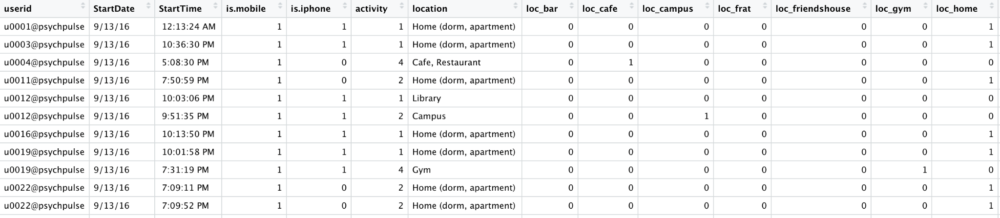 userid StartDate StartTime is.mobile is.iphone activity location loc_bar loc_cafe loc_campus loc_frat loc_friendshouse loc_gym loc_home
u0001@psychpulse 9/13/16 12:13:24 AM 1 1 1 Home (dorm, apartment) 0 0 0 0 0 0 1
u0003@psychpulse 9/13/16 10:36:30 PM 1 1 1 Home (dorm, apartment) 0 0 0 0 0 0 1
u0004@psychpulse 9/13/16 5:08:30 PM 1 0 4 Cafe, Restaurant 0 1 0 0 0 0 0
u0011@psychpulse 9/13/16 7:50:59 PM 1 0 2 Home (dorm, apartment) 0 0 0 0 0 0 1
u0012@psychpulse 9/13/16 10:03:06 PM 1 1 1 Library 0 0 0 0 0 0 0
u0012@psychpulse 9/13/16 9:51:35 PM 1 1 2 Campus 0 0 1 0 0 0 0
u0016@psychpulse 9/13/16 10:13:50 PM 1 1 1 Home (dorm, apartment) 0 0 0 0 0 0 1
u0019@psychpulse 9/13/16 10:01:58 PM 1 1 1 Home (dorm, apartment) 0 0 0 0 0 0 1
u0019@psychpulse 9/13/16 7:31:19 PM 1 1 4 Gym 0 0 0 0 0 1 0
u0022@psychpulse 9/13/16 7:09:11 PM 1 0 2 Home (dorm, apartment) 0 0 0 0 0 0 1
u0022@psychpulse 9/13/16 7:09:52 PM 1 0 2 Home (dorm, apartment) 0 0 0 0 0 0 1